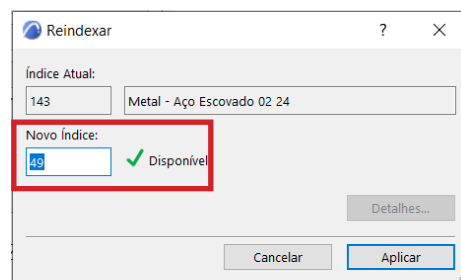 Reindexar
Índice Atual:
143 Metal - Aço Escovado 02 24
Novo Índice:
49 Disponível
Detalhes...
Cancelar Aplicar